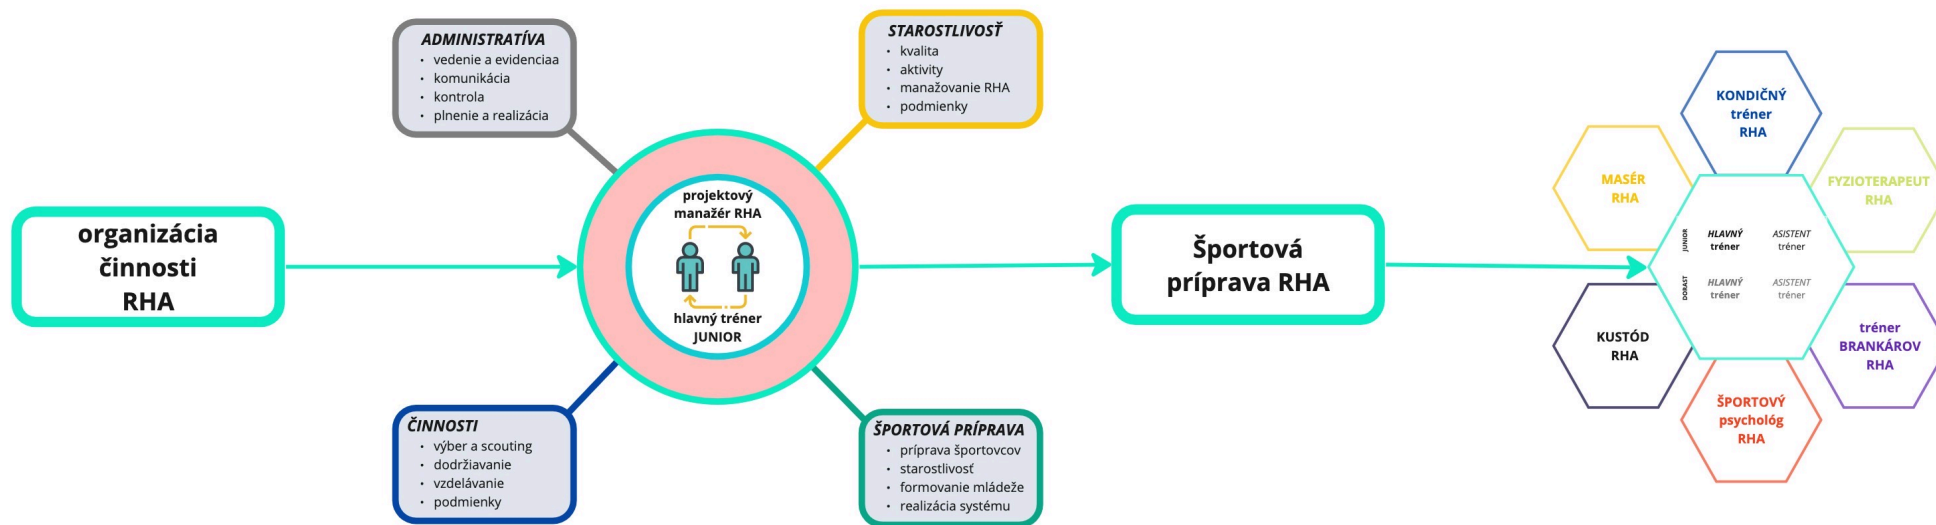 organizácia
činnosti
RHA
ADMINISTRATÍVA
• vedenie a evidenciaa
• komunikácia
• kontrola
• plnenie a realizácia
STAROSTLIVOSŤ
• kvalita
• aktivity
• manažovanie RHA
• podmienky
projektový
manažér RHA
hlavný tréner
JUNIOR
ČINNOSTI
• výber a scouting
• dodržiavanie
• vzdelávanie
• podmienky
ŠPORTOVÁ PRÍPRAVA
• príprava športovcov
• starostlivosť
• formovanie mládeže
• realizácia systému
Športová
príprava RHA
KONDIČNÝ
tréner
RHA
MASÉR
RHA
FYZIOTERAPEUT
RHA
JUNIOR
HLAVNÝ
tréner
ASISTENT
tréner
DORAST
HLAVNÝ
tréner
ASISTENT
tréner
KUSTÓD
RHA
tréner
BRANKÁROV
RHA
ŠPORTOVÝ
psychológ
RHA